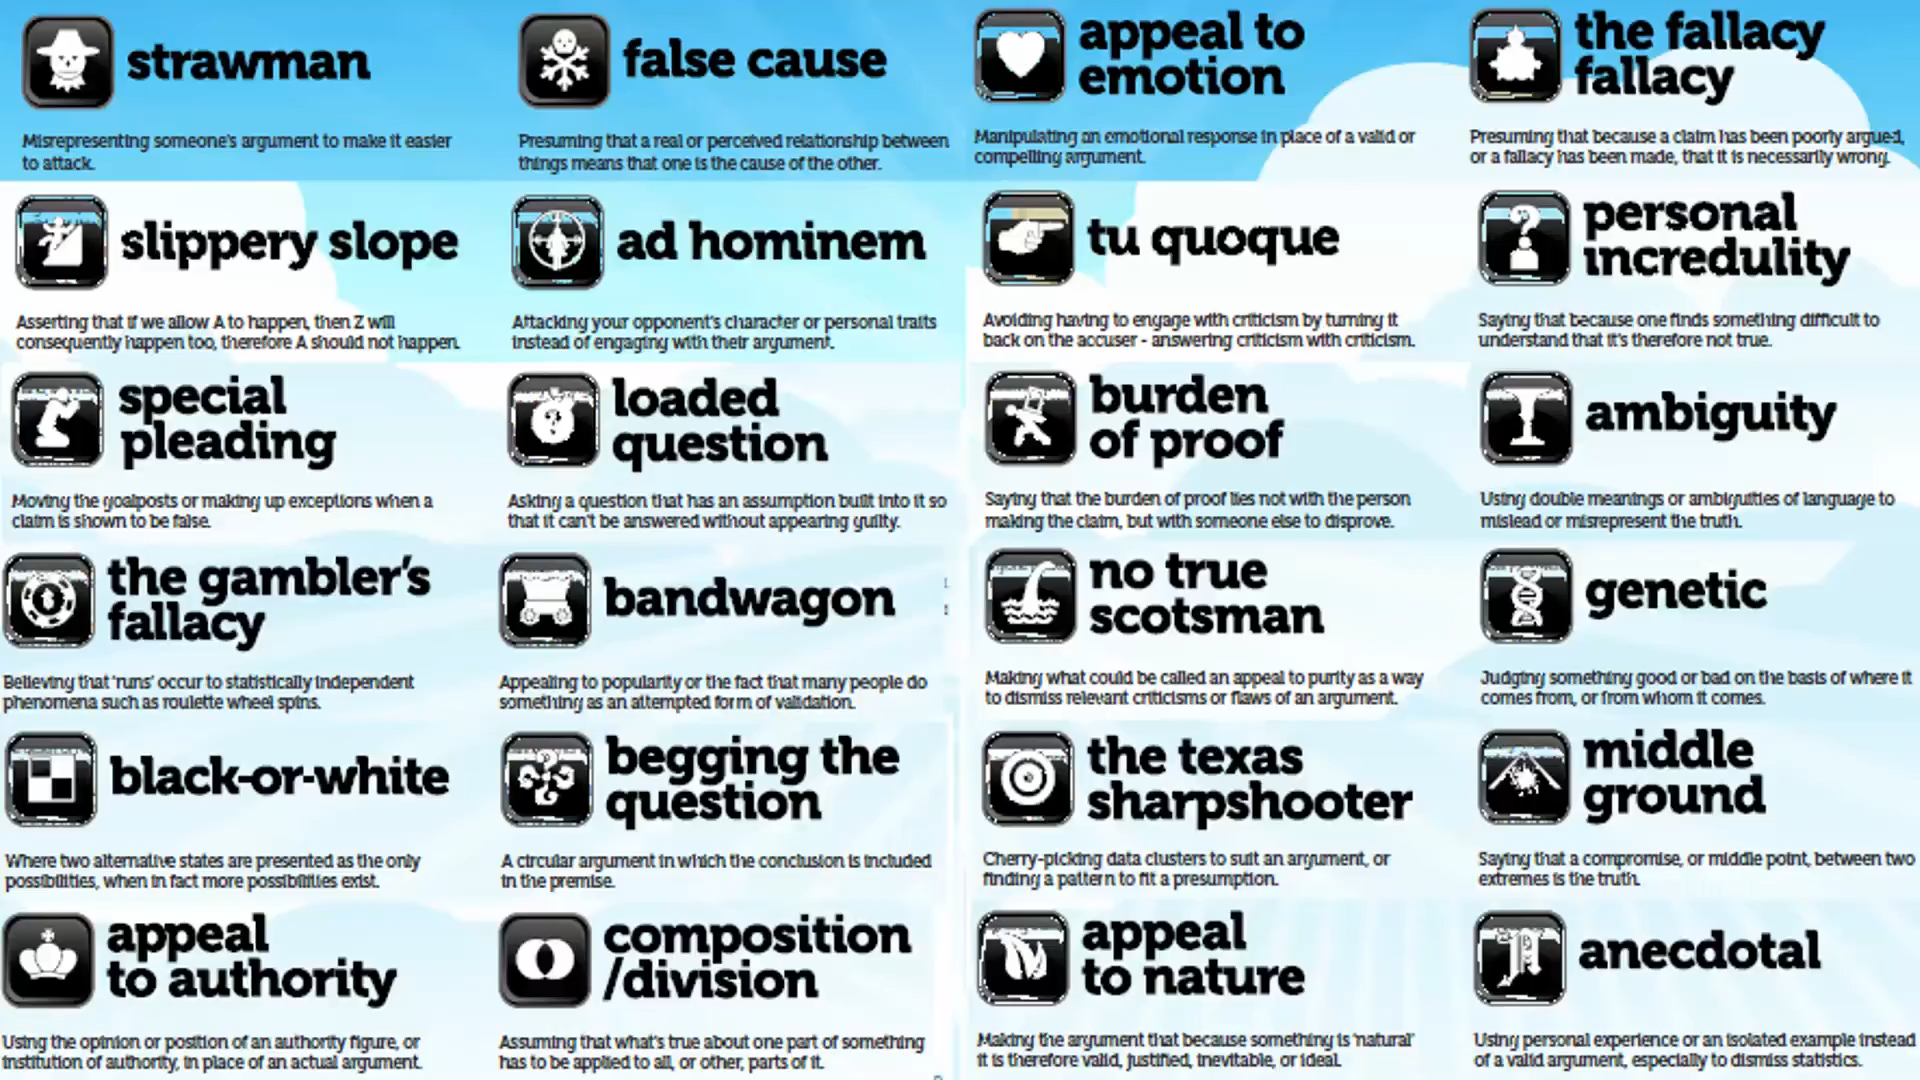 strawman
Misrepresenting someone's argument to make it easier
to attack.
false cause
Presuming that a real or perceived relationship between
things means that one is the cause of the other.
appeal to
emotion
Manipulating an emotional response in place of a valid or
compelling argument.
the fallacy
fallacy
Presuming that because a claim has been poorly argued,
or a fallacy has been made, that it is necessarily wrong.
slippery slope
Asserting that if we allow A to happen, then Z will
consequently happen too, therefore A should not happen.
ad hominem
Attacking your opponent's character or personal traits
instead of engaging with their argument.
tu quoque
Avoiding having to engage with criticism by turning it
back on the accuser - answering criticism with criticism.
personal
incredulity
Saying that because one finds something difficult to
understand that it's therefore not true.
special
pleading
Moving the goalposts or making up exceptions when a
claim is shown to be false.
loaded
question
Asking a question that has an assumption built into it so
that it can't be answered without appearing guilty.
burden
of proof
Saying that the burden of proof lies not with the person
making the claim, but with someone else to disprove.
ambiguity
Using double meanings or ambiguities of language to
mislead or misrepresent the truth.
the gambler's
fallacy
Believing that 'runs' occur to statistically independent
phenomena such as roulette wheel spins.
bandwagon
Appealing to popularity or the fact that many people do
something as an attempted form of validation.
no true
scotsman
Making what could be called an appeal to purity as a way
to dismiss relevant criticisms or flaws of an argument.
genetic
Judging something good or bad on the basis of where it
comes from, or from whom it comes.
black-or-white
Where two alternative states are presented as the only
possibilities, when in fact more possibilities exist.
begging the
question
A circular argument in which the conclusion is included
in the premise.
the texas
sharpshooter
Cherry-picking data clusters to suit an argument, or
finding a pattern to fit a presumption.
middle
ground
Saying that a compromise, or middle point, between two
extremes is the truth.
appeal
to authority
Using the opinion or position of an authority figure, or
institution of authority, in place of an actual argument.
composition
/division
Assuming that what's true about one part of something
has to be applied to all, or other, parts of it.
appeal
to nature
Making the argument that because something is 'natural'
it is therefore valid, justified, inevitable, or ideal.
anecdotal
Using personal experience or an isolated example instead
of a valid argument, especially to dismiss statistics.